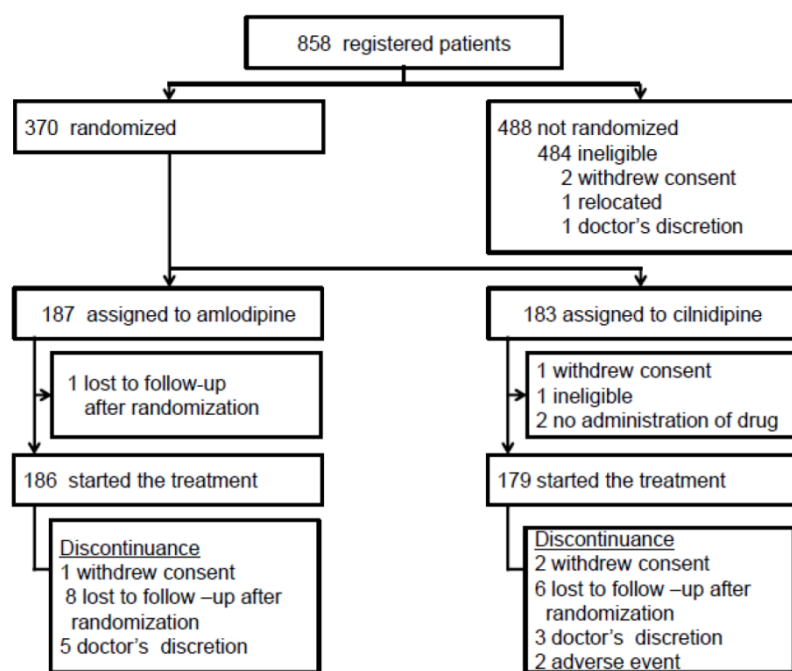 858 registered patients
370 randomized
488 not randomized
484 ineligible
2 withdrew consent
1 relocated
1 doctor's discretion
187 assigned to amlodipine
183 assigned to cilnidipine
1 lost to follow-up
after randomization
1 withdrew consent
1 ineligible
2 no administration of drug
186 started the treatment
179 started the treatment
Discontinuance
1 withdrew consent
8 lost to follow –up after
randomization
5 doctor's discretion
Discontinuance
2 withdrew consent
6 lost to follow –up after
randomization
3 doctor's discretion
2 adverse event